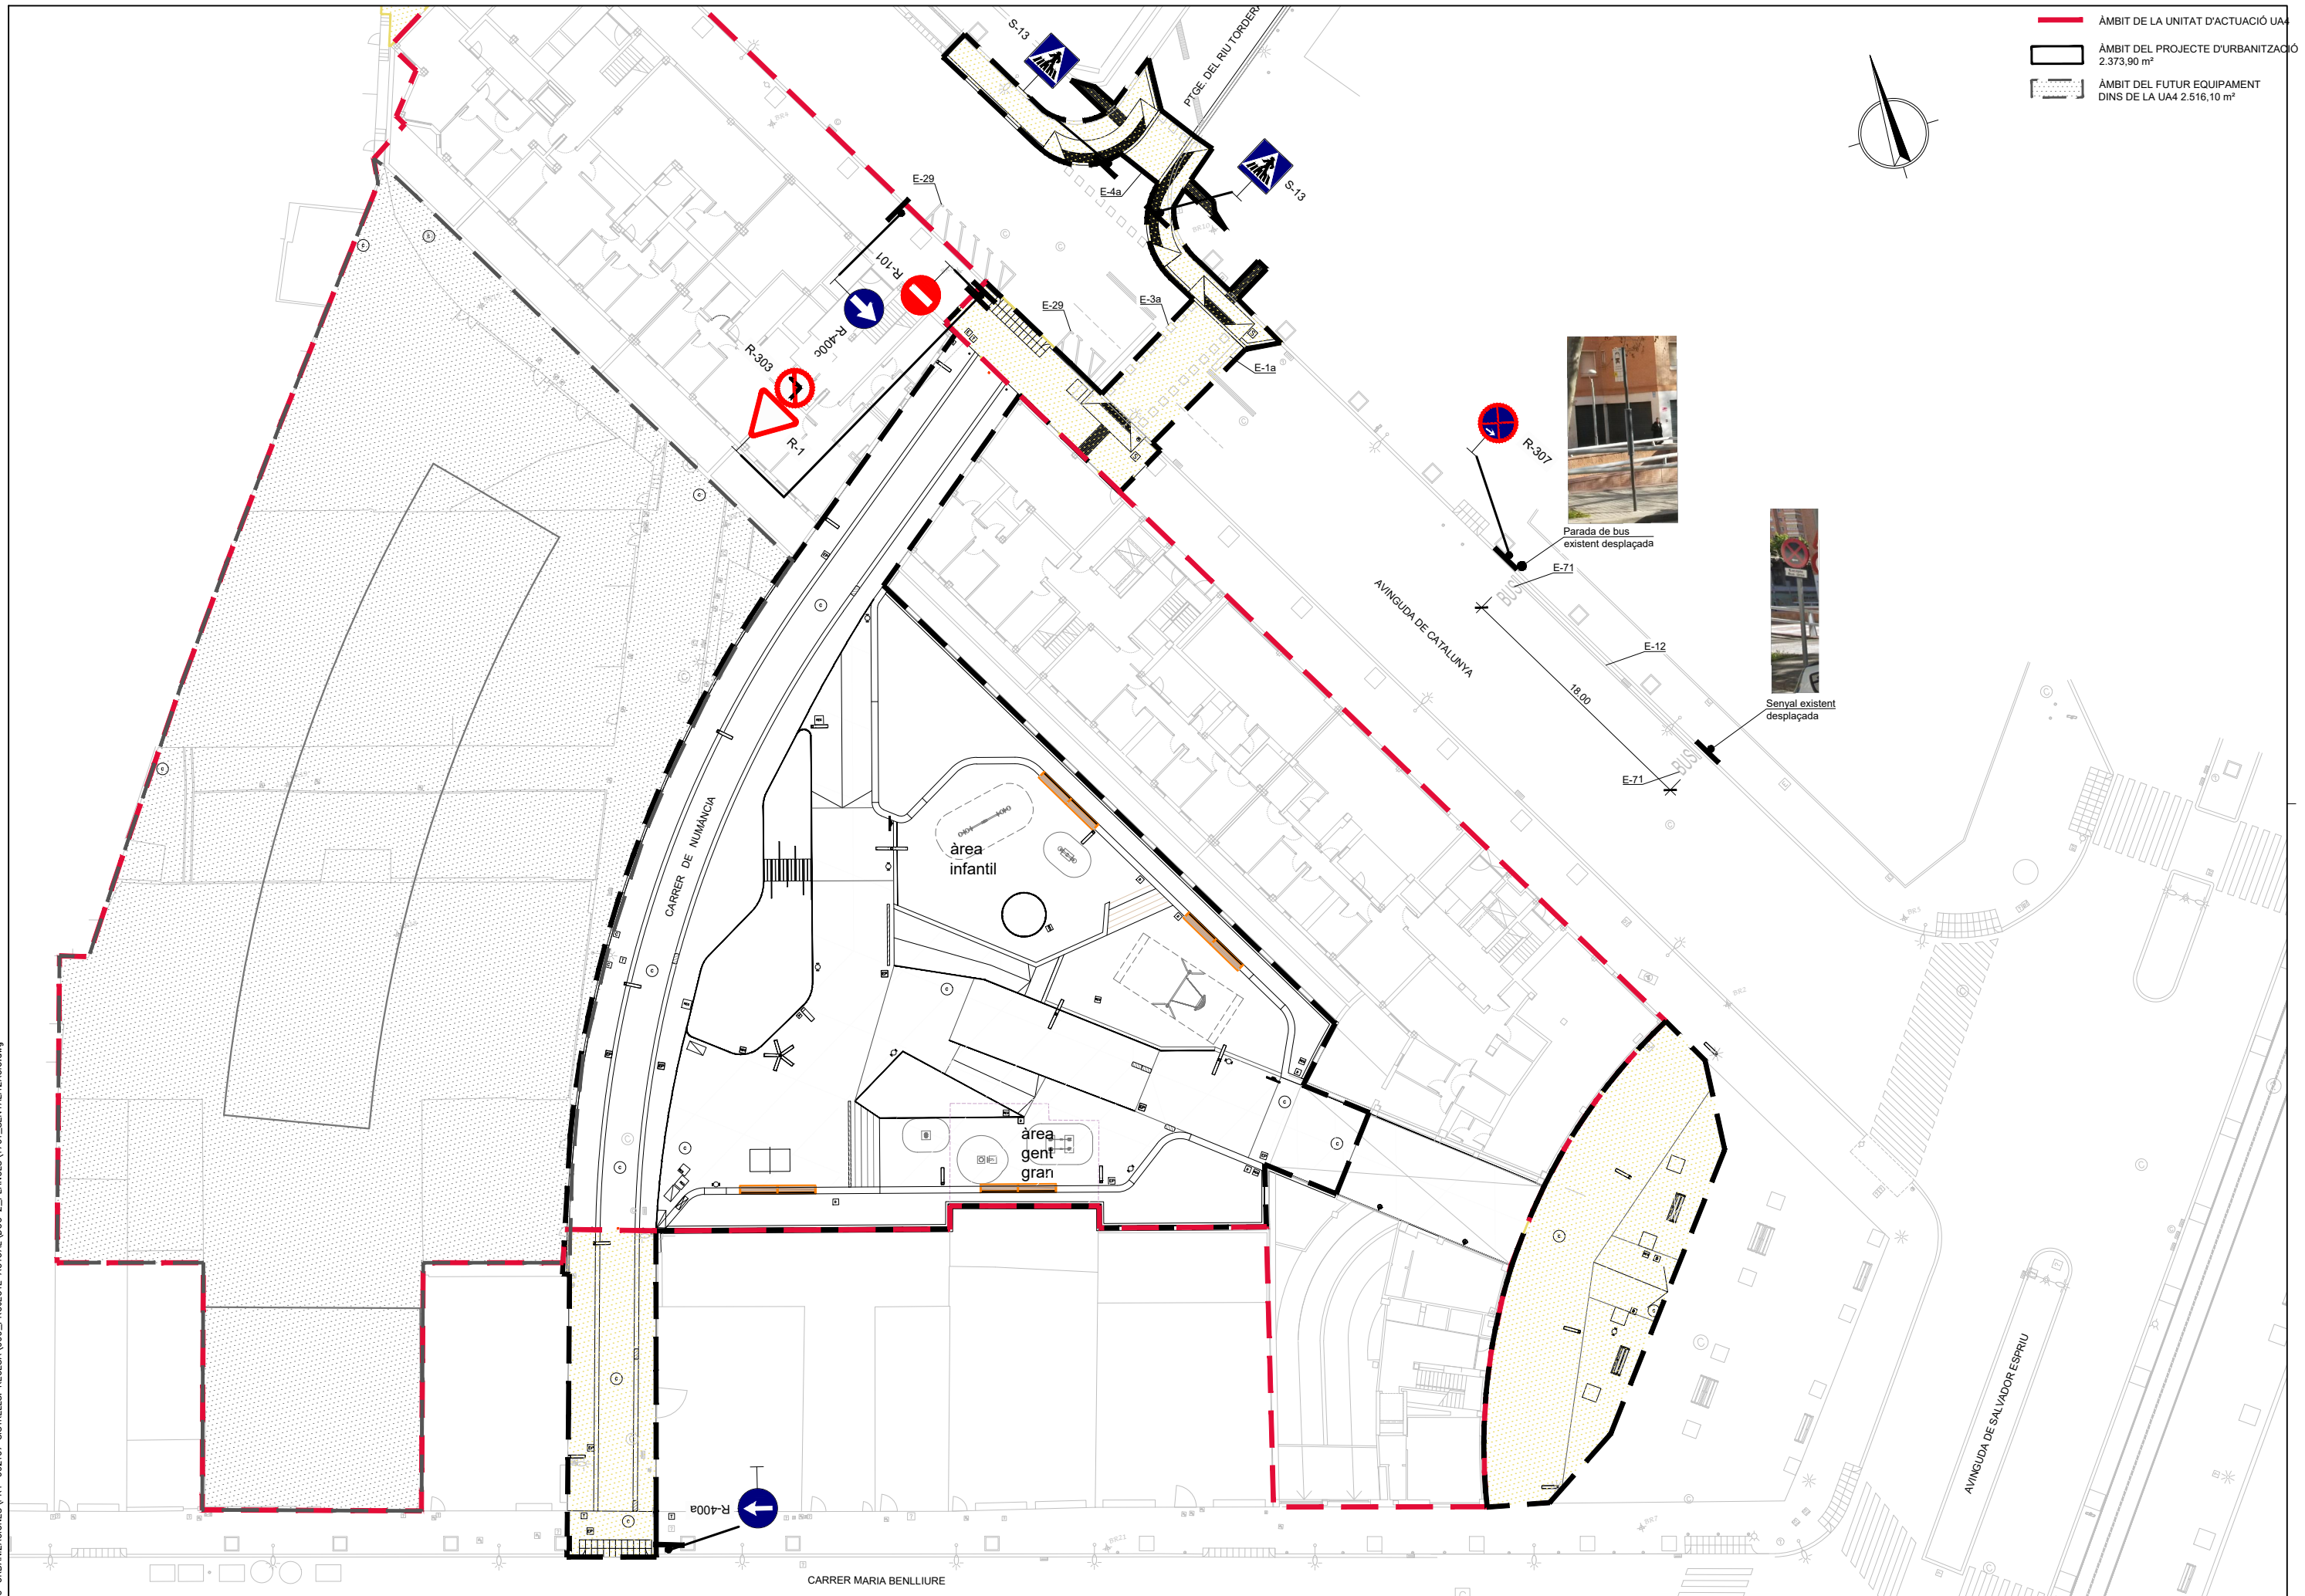 ÀMBIT DE LA UNITAT D'ACTUACIÓ UA4
ÀMBIT DEL PROJECTE D'URBANITZACIÓ
2.373,90 m²
ÀMBIT DEL FUTUR EQUIPAMENT
DINS DE LA UA4 2.516,10 m²
S-13
PTGE. DEL RIU TORDERA
S-13
E-4a
E-29
R-101
R-400c
E-29
E-3a
E-1a
R-303
R-1
R-307
Parada de bus
existent desplaçada
E-71
BUS
AVINGUDA DE CATALUNYA
E-12
18.00
Senyal existent
desplaçada
E-71
BUS
CARRER DE NUMÀNCIA
àrea
infantil
àrea
gent
gran
R-400a
AVINGUDA DE SALVADOR ESPRIU
CARRER MARIA BENLLIURE